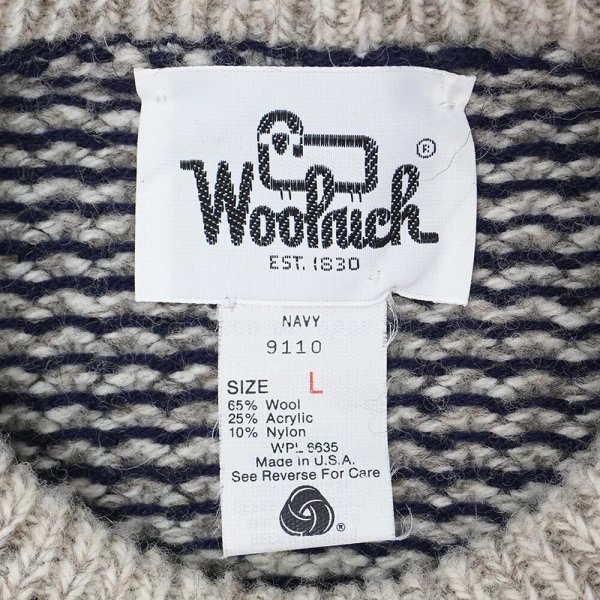 Woolrich ®
EST. 1830
NAVY
9110
SIZE L
65% Wool
25% Acrylic
10% Nylon
WPL 6635
Made in U.S.A.
See Reverse For Care
®